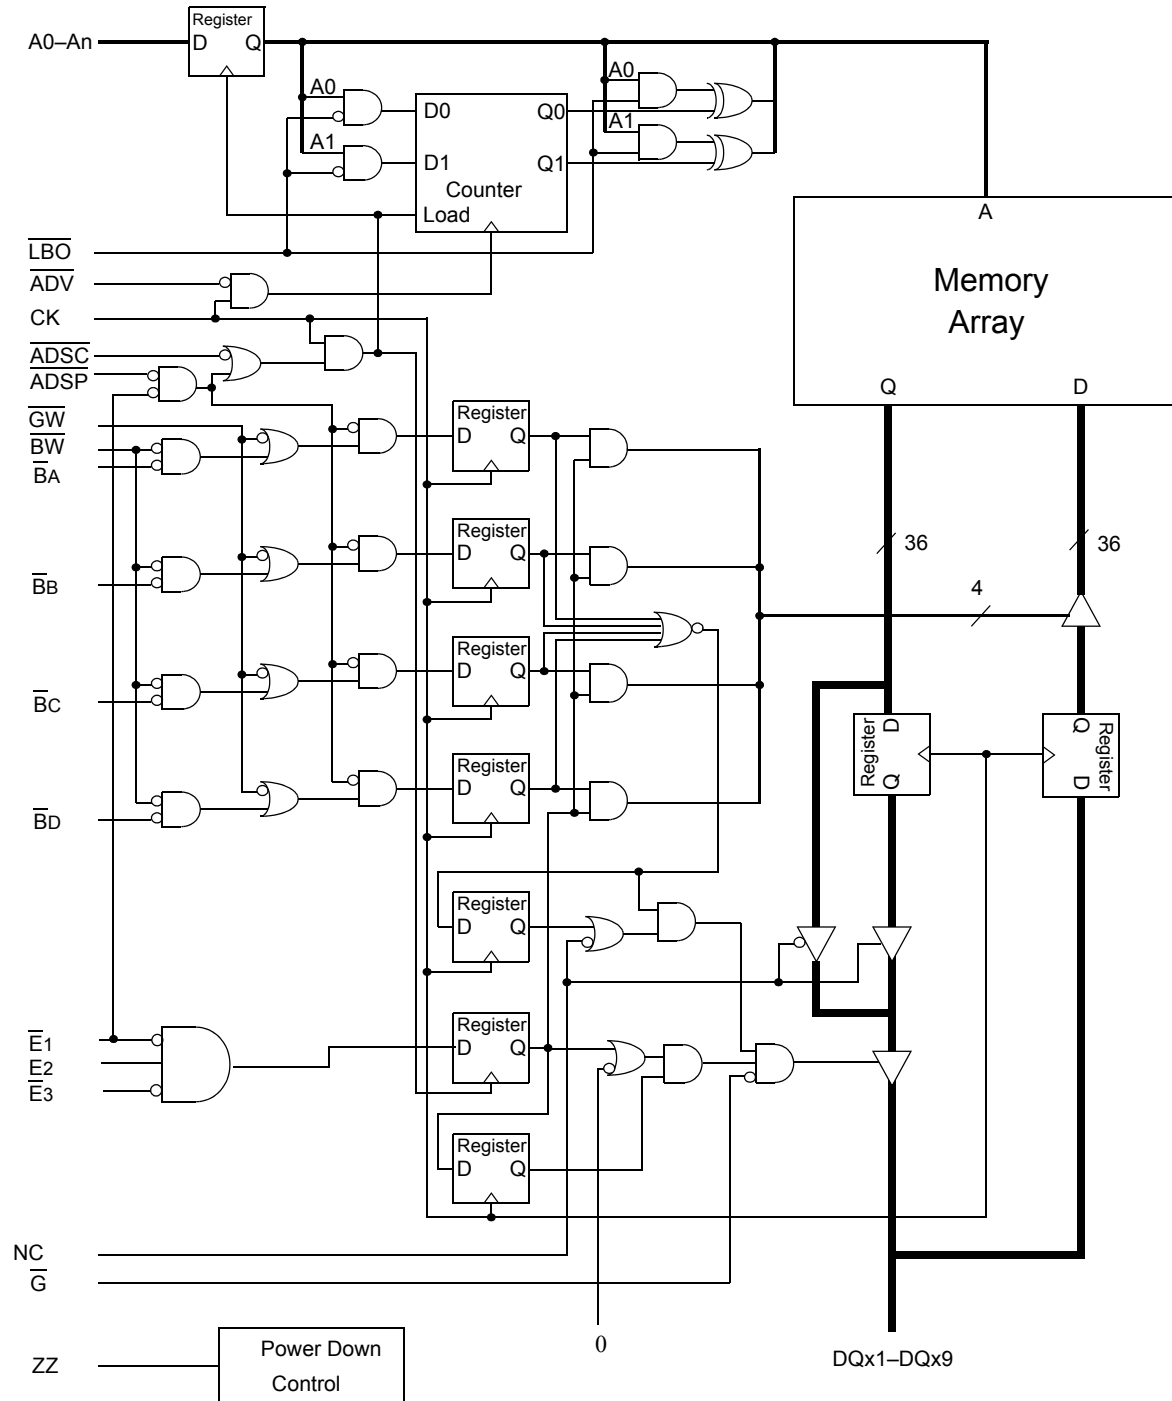 Register
A0–An
D Q
A0
A0
D0 Q0
A1
A1
D1 Q1
Counter
Load
A
LBO
ADV
Memory
Array
CK
ADSC
ADSP
Q D
GW
BW
BA
Register
D Q
Register
D Q
36 36
BB
4
Register
D Q
BC
Register
D
Q
Q
Register
D
Register
D Q
BD
Register
D Q
Register
D Q
E1
E2
E3
Register
D Q
NC
G
0
ZZ
Power Down
Control
DQx1–DQx9